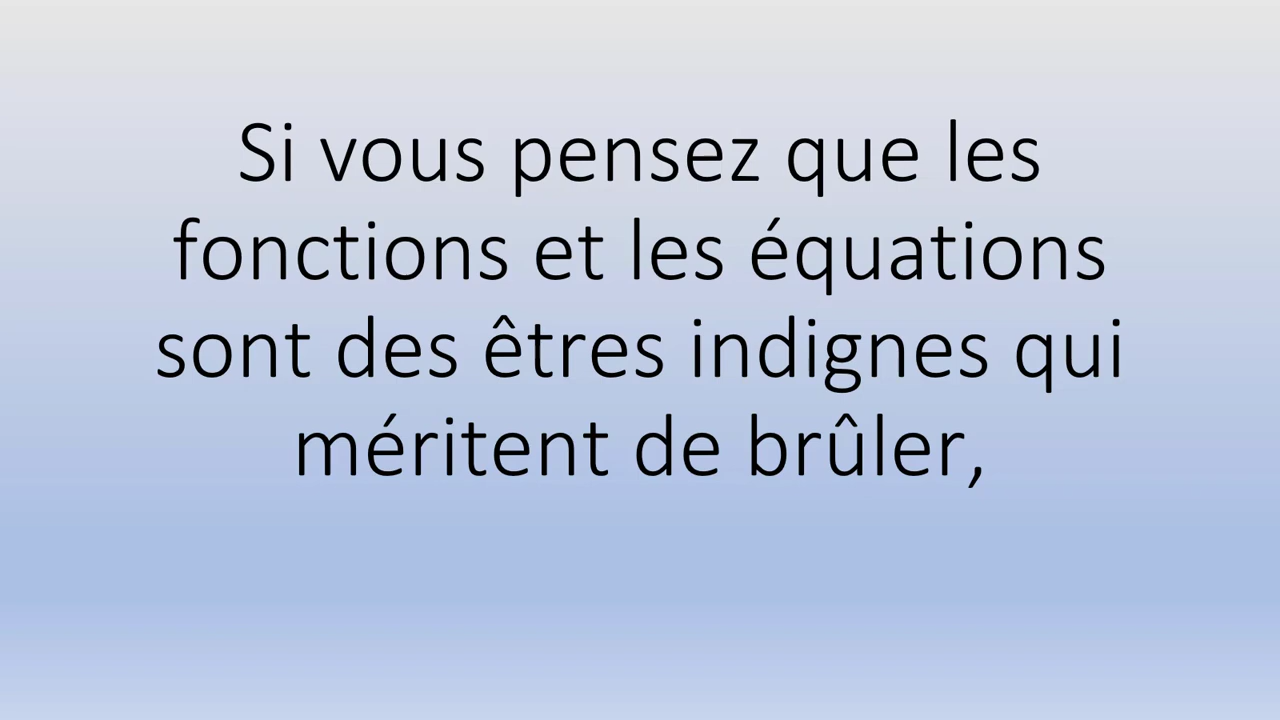 Si vous pensez que les
fonctions et les équations
sont des êtres indignes qui
méritent de brûler,